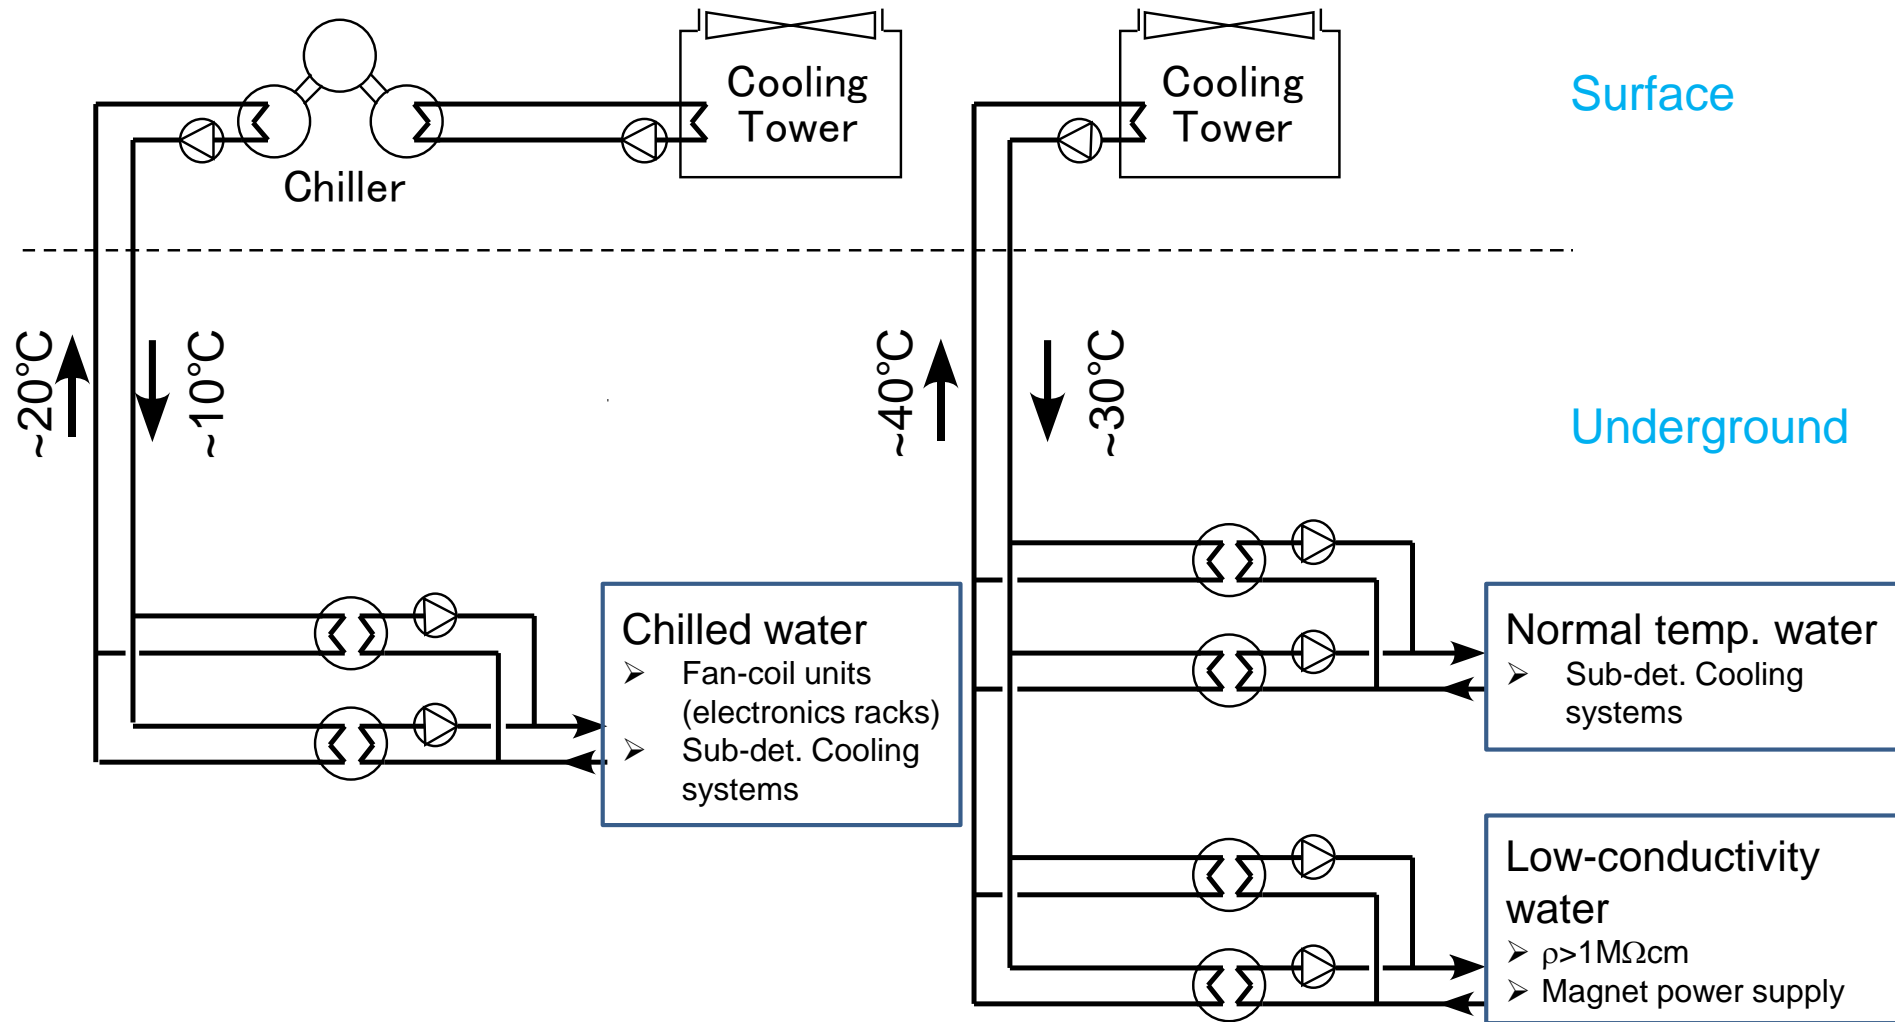 Cooling
Tower
Cooling
Tower
Surface
Chiller
~20℃
~10℃
~40℃
~30℃
Underground
Chilled water
➢ Fan-coil units
(electronics racks)
➢ Sub-det. Cooling
systems
Normal temp. water
➢ Sub-det. Cooling
systems
Low-conductivity
water
➢ ρ>1MΩcm
➢ Magnet power supply